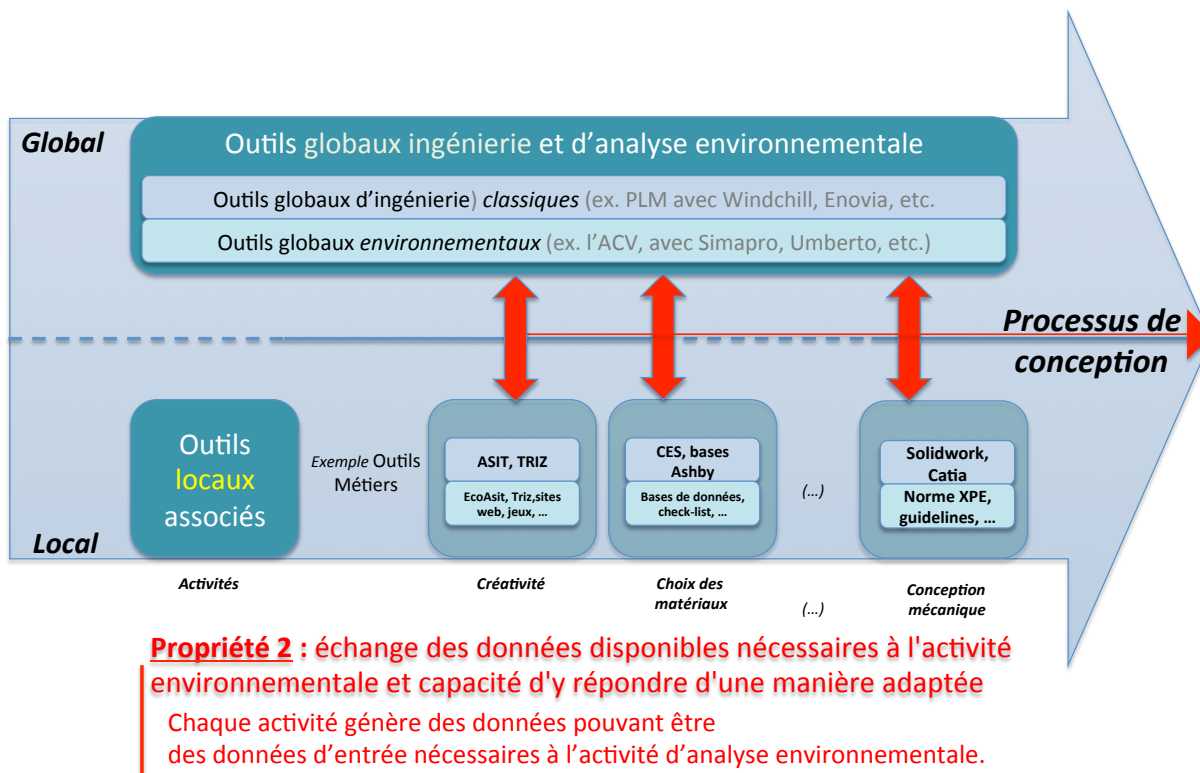 Global
Outils globaux ingénierie et d’analyse environnementale
Outils globaux d’ingénierie) classiques (ex. PLM avec Windchill, Enovia, etc.
Outils globaux environnementaux (ex. l’ACV, avec Simapro, Umberto, etc.)
Processus de
conception
Outils
locaux
associés
Exemple Outils
Métiers
ASIT, TRIZ
EcoAsit, Triz,sites
web, jeux, ...
CES, bases
Ashby
Bases de données,
check-list, ...
(...)
Solidwork,
Catia
Norme XPE,
guidelines, ...
Local
Activités
Créativité
Choix des
matériaux
(...)
Conception
mécanique
Propriété 2 : échange des données disponibles nécessaires à l'activité
environnementale et capacité d'y répondre d'une manière adaptée
Chaque activité génère des données pouvant être
des données d’entrée nécessaires à l’activité d’analyse environnementale.